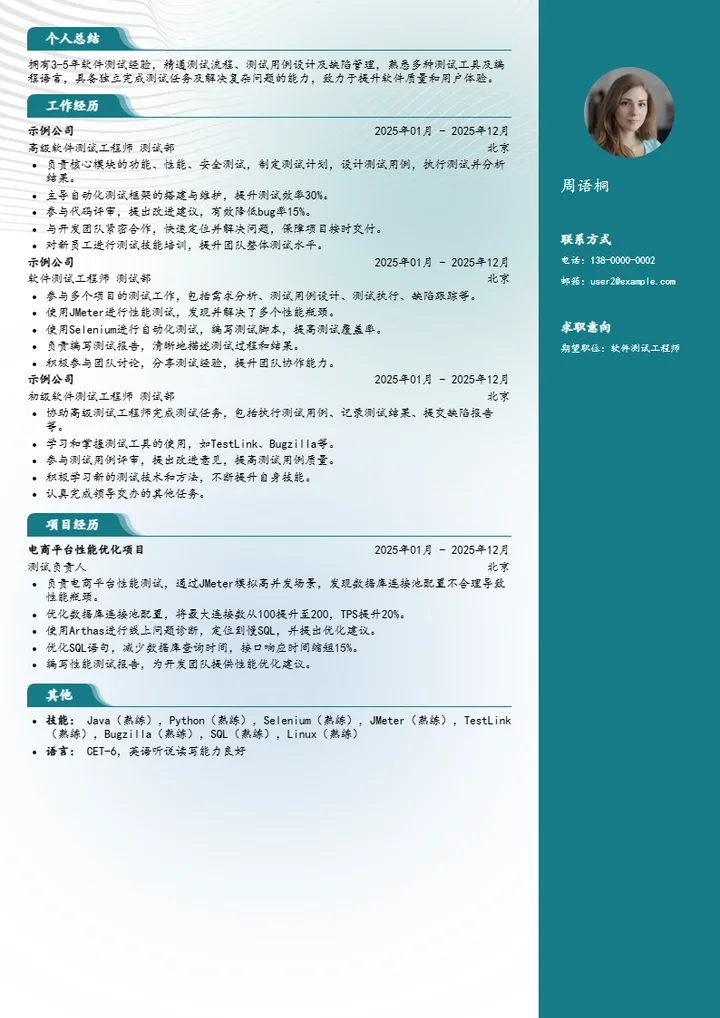 个人总结
拥有3-5年软件测试经验，精通测试流程、测试用例设计及缺陷管理，熟悉多种测试工具及编
程语言，具备独立完成测试任务及解决复杂问题的能力，致力于提升软件质量和用户体验。
工作经历
示例公司 2025年01月 - 2025年12月
高级软件测试工程师 测试部 北京
• 负责核心模块的功能、性能、安全测试，制定测试计划，设计测试用例，执行测试并分析
结果。
• 主导自动化测试框架的搭建与维护，提升测试效率30%。
• 参与代码评审，提出改进建议，有效降低bug率15%。
• 与开发团队紧密合作，快速定位并解决问题，保障项目按时交付。
• 对新员工进行测试技能培训，提升团队整体测试水平。
示例公司 2025年01月 - 2025年12月
软件测试工程师 测试部 北京
• 参与多个项目的测试工作，包括需求分析、测试用例设计、测试执行、缺陷跟踪等。
• 使用JMeter进行性能测试，发现并解决了多个性能瓶颈。
• 使用Selenium进行自动化测试，编写测试脚本，提高测试覆盖率。
• 负责编写测试报告，清晰地描述测试过程和结果。
• 积极参与团队讨论，分享测试经验，提升团队协作能力。
示例公司 2025年01月 - 2025年12月
初级软件测试工程师 测试部 北京
• 协助高级测试工程师完成测试任务，包括执行测试用例、记录测试结果、提交缺陷报告
等。
• 学习和掌握测试工具的使用，如TestLink、Bugzilla等。
• 参与测试用例评审，提出改进意见，提高测试用例质量。
• 积极学习新的测试技术和方法，不断提升自身技能。
• 认真完成领导交办的其他任务。
项目经历
电商平台性能优化项目 2025年01月 - 2025年12月
测试负责人 北京
• 负责电商平台性能测试，通过JMeter模拟高并发场景，发现数据库连接池配置不合理导致
性能瓶颈。
• 优化数据库连接池配置，将最大连接数从100提升至200，TPS提升20%。
• 使用Arthas进行线上问题诊断，定位到慢SQL，并提出优化建议。
• 优化SQL语句，减少数据库查询时间，接口响应时间缩短15%。
• 编写性能测试报告，为开发团队提供性能优化建议。
其他
• 技能： Java（熟练）, Python（熟练）, Selenium（熟练）, JMeter（熟练）, TestLink
（熟练）, Bugzilla（熟练）, SQL（熟练）, Linux（熟练）
• 语言： CET-6，英语听说读写能力良好
周语桐
联系方式
电话：138-0000-0002
邮箱：user2@example.com
求职意向
期望职位：软件测试工程师